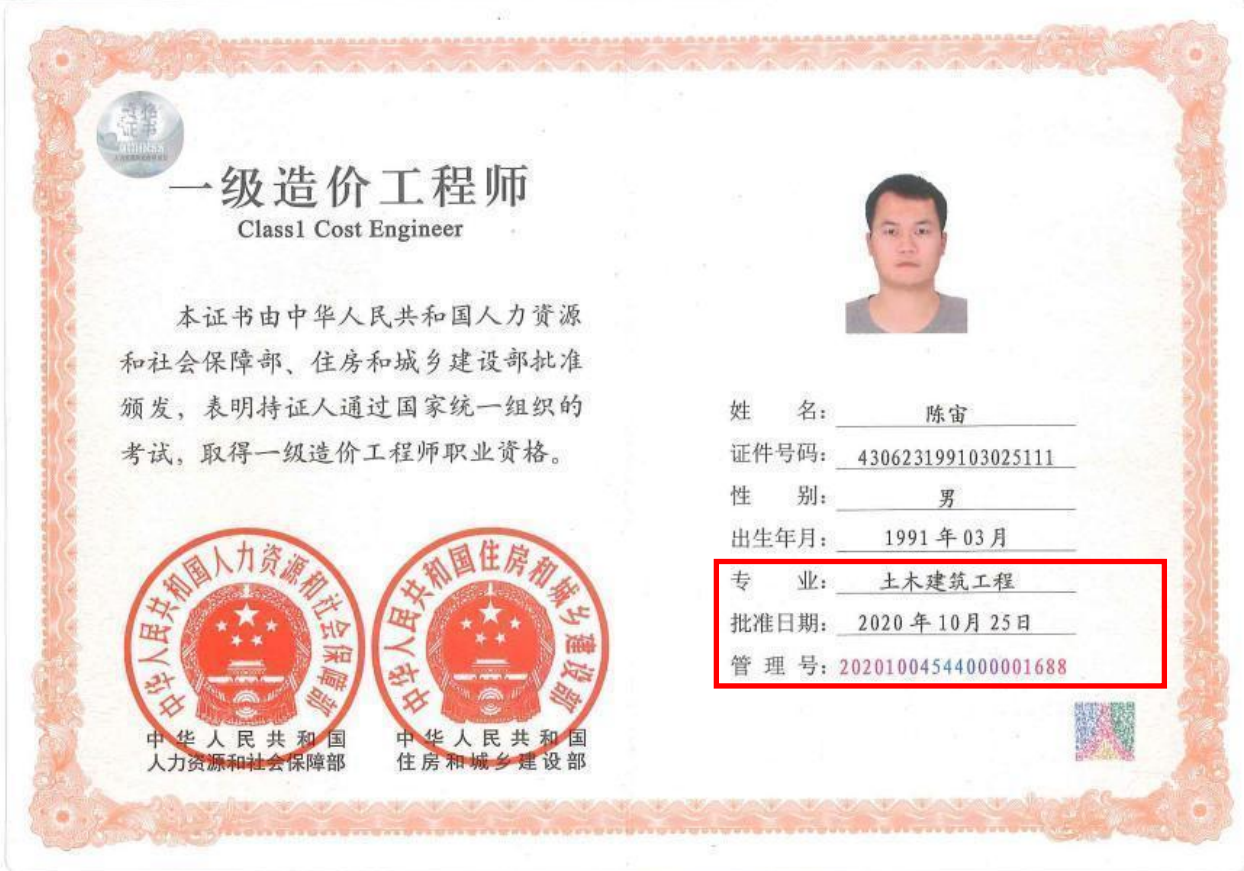 资格
证书
一级造价工程师
Class1 Cost Engineer
本证书由中华人民共和国人力资源
和社会保障部、住房和城乡建设部批准
颁发，表明持证人通过国家统一组织的
考试，取得一级造价工程师职业资格。
中华人民共和国人力资源和社会保障部
中华人民共和国住房和城乡建设部
中华人民共和国
人力资源和社会保障部
中华人民共和国
住房和城乡建设部
姓名：陈宙
证件号码：430623199103025111
性别：男
出生年月：1991年03月
专业：土木建筑工程
批准日期：2020年10月25日
管理号：20201004544000001688